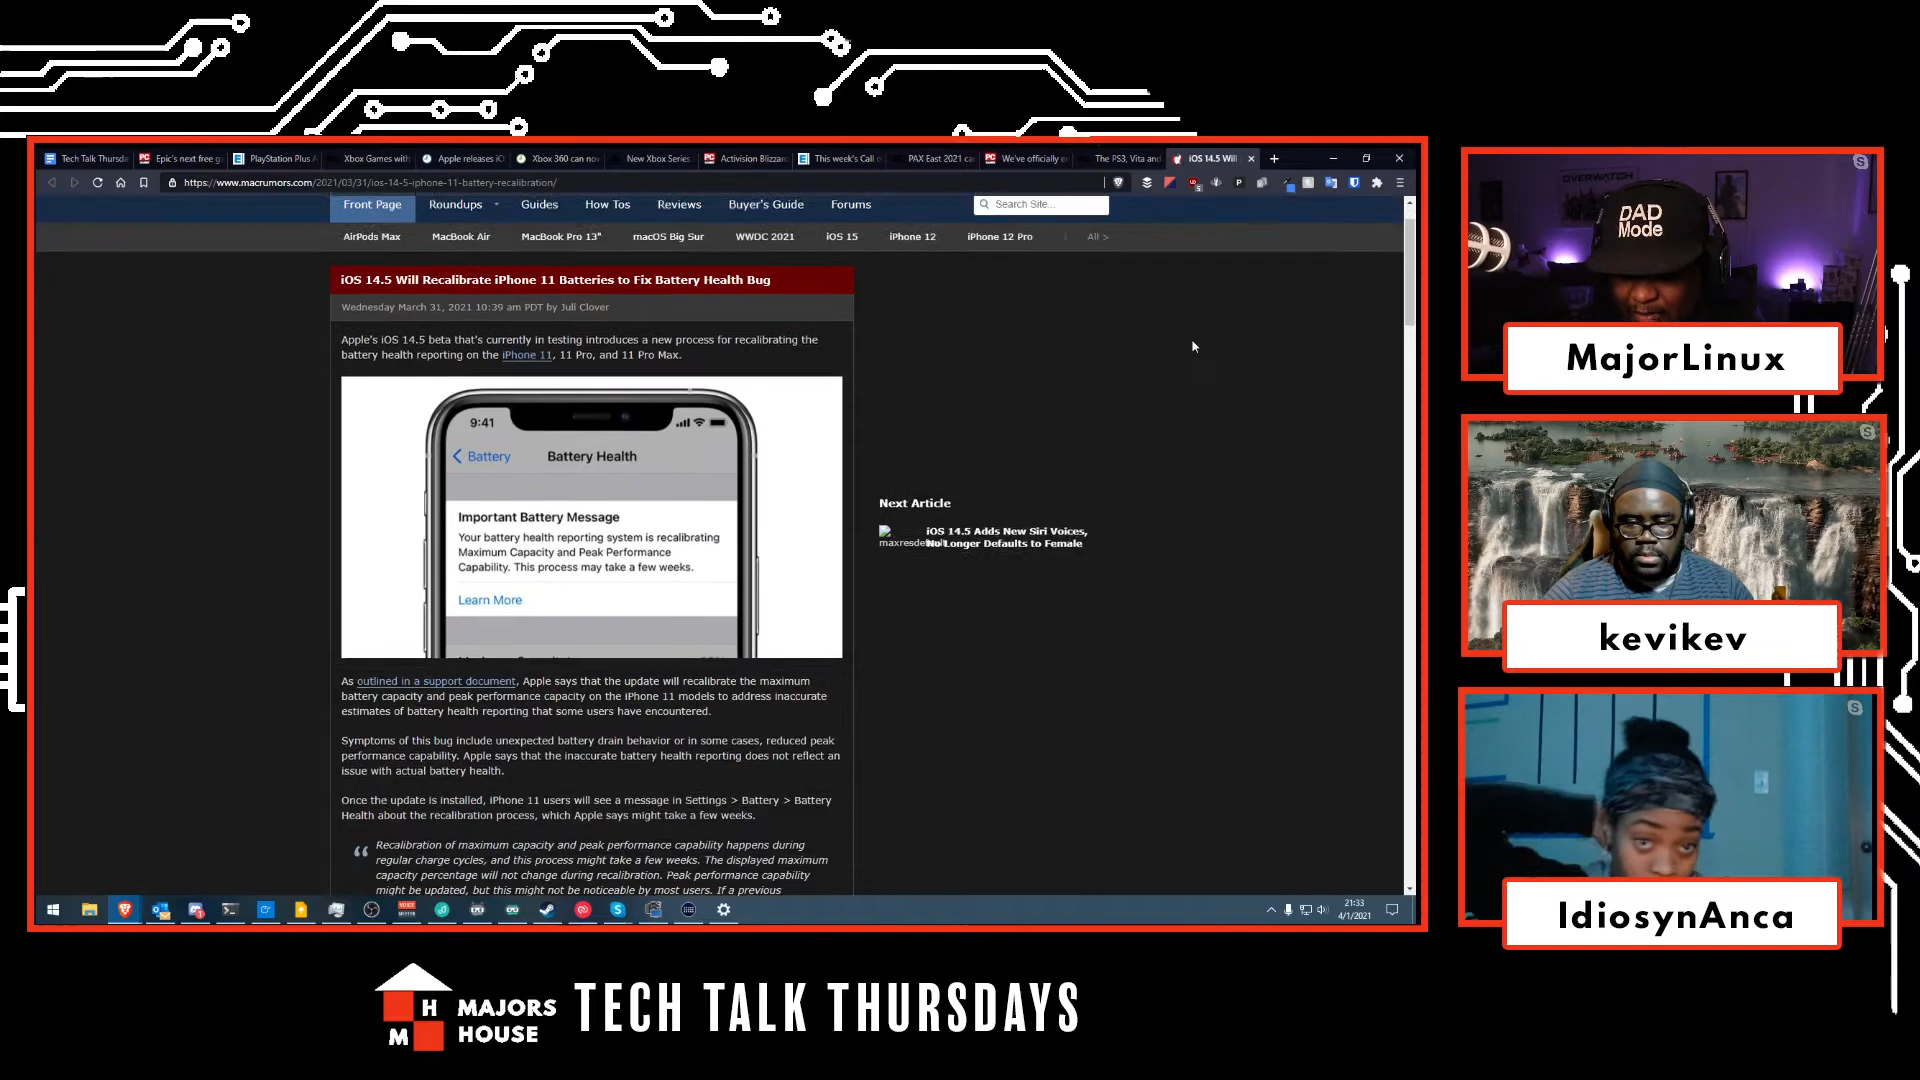 Tech Talk Thursda
Epic's next free g
PlayStation Plus A
Xbox Games with
Apple releases iO
Xbox 360 can now
New Xbox Series
Activision Blizzard
This week's Call o
PAX East 2021 ca
We've officially e
The PS3, Vita and
iOS 14.5 Will
https://www.macrumors.com/2021/03/31/ios-14-5-iphone-11-battery-recalibration/
Front Page
Roundups
Guides
How Tos
Reviews
Buyer's Guide
Forums
Search Site...
AirPods Max
MacBook Air
MacBook Pro 13"
macOS Big Sur
WWDC 2021
iOS 15
iPhone 12
iPhone 12 Pro
All >
iOS 14.5 Will Recalibrate iPhone 11 Batteries to Fix Battery Health Bug
Wednesday March 31, 2021 10:39 am PDT by Juli Clover
Apple's iOS 14.5 beta that's currently in testing introduces a new process for recalibrating the
battery health reporting on the iPhone 11, 11 Pro, and 11 Pro Max.
9:41
Battery
Battery Health
Important Battery Message
Your battery health reporting system is recalibrating
Maximum Capacity and Peak Performance
Capability. This process may take a few weeks.
Learn More
Next Article
iOS 14.5 Adds New Siri Voices,
No Longer Defaults to Female
As outlined in a support document, Apple says that the update will recalibrate the maximum
battery capacity and peak performance capacity on the iPhone 11 models to address inaccurate
estimates of battery health reporting that some users have encountered.
Symptoms of this bug include unexpected battery drain behavior or in some cases, reduced peak
performance capability. Apple says that the inaccurate battery health reporting does not reflect an
issue with actual battery health.
Once the update is installed, iPhone 11 users will see a message in Settings > Battery > Battery
Health about the recalibration process, which Apple says might take a few weeks.
Recalibration of maximum capacity and peak performance capability happens during
regular charge cycles, and this process might take a few weeks. The displayed maximum
capacity percentage will not change during recalibration. Peak performance capability
might be updated, but this might not be noticeable by most users. If a previous
21:33
4/1/2021
OVERWATCH
DAD
Mode
MajorLinux
kevikev
IdiosynAnca
H
M
MAJORS
HOUSE
TECH TALK THURSDAYS